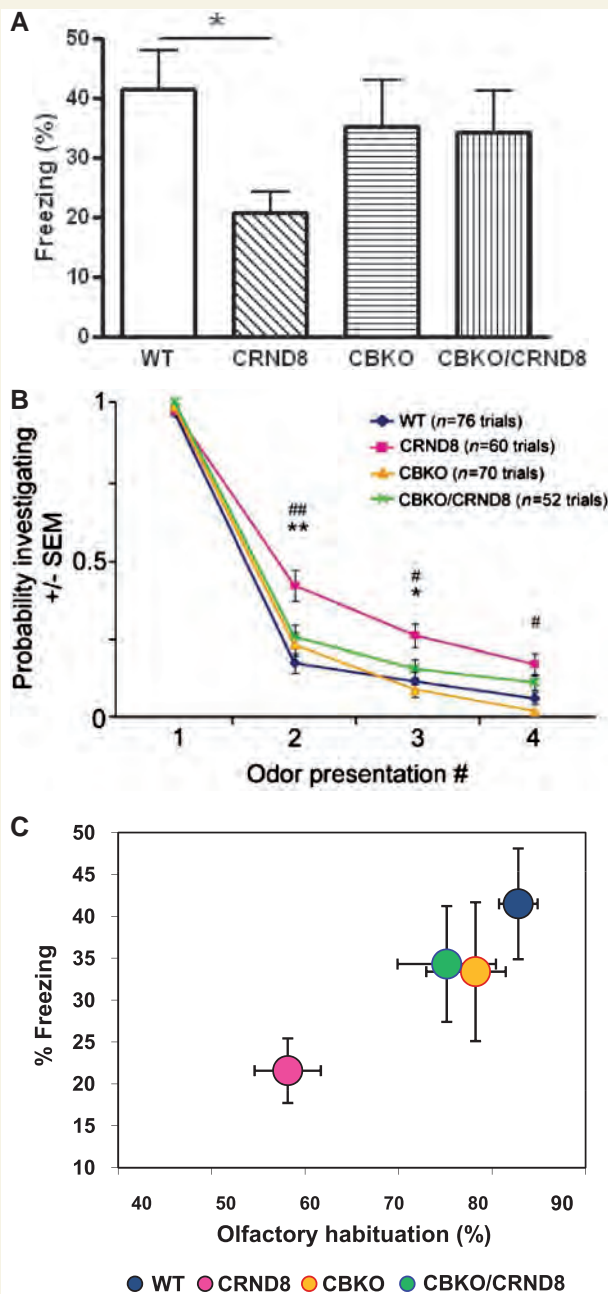 A
*
50
40
30
20
10
0
Freezing (%)
WT CRND8 CBKO CBKO/CRND8
B
1
0.5
0
Probability investigating
+/- SEM
WT (n=76 trials)
CRND8 (n=60 trials)
CBKO (n=70 trials)
CBKO/CRND8 (n=52 trials)
##
**
#
*
#
1 2 3 4
Odor presentation #
C
50
45
40
35
30
25
20
15
10
% Freezing
40 50 60 70 80 90
Olfactory habituation (%)
WT CRND8 CBKO CBKO/CRND8